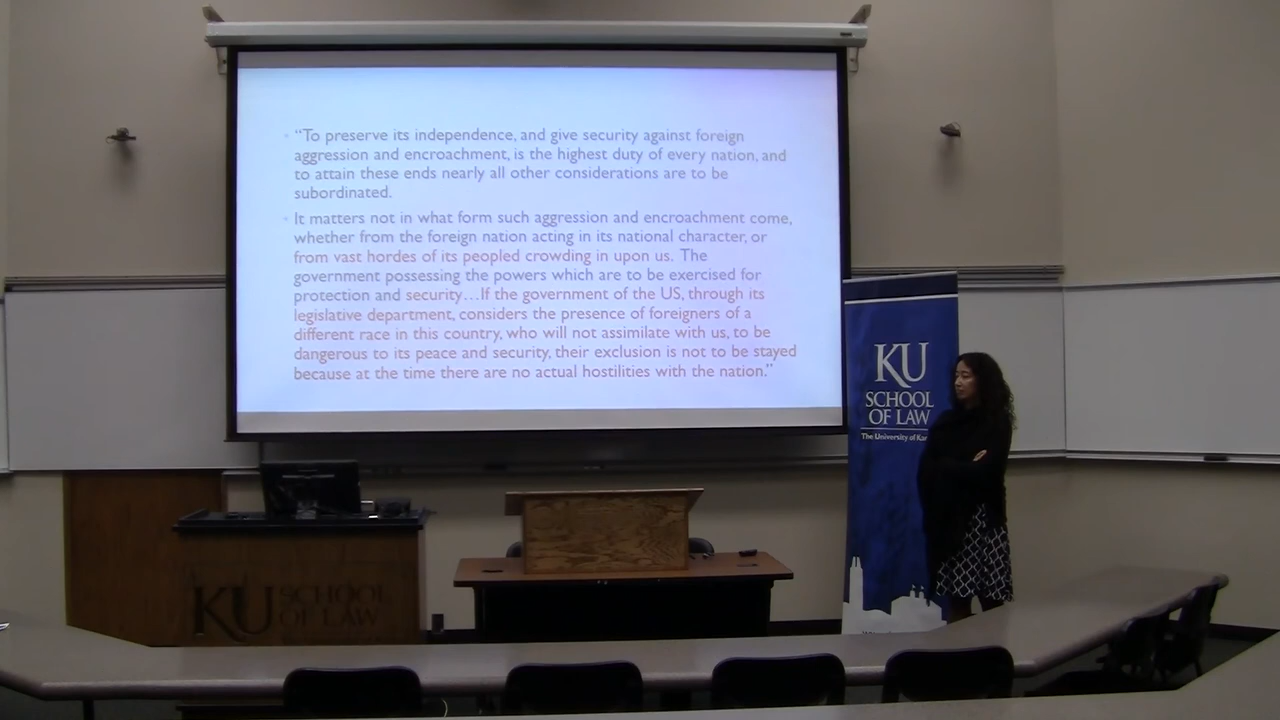 “To preserve its independence, and give security against foreign
aggression and encroachment, is the highest duty of every nation, and
to attain these ends nearly all other considerations are to be
subordinated.
It matters not in what form such aggression and encroachment come,
whether from the foreign nation acting in its national character, or
from vast hordes of its peopled crowding in upon us. The
government possessing the powers which are to be exercised for
protection and security…If the government of the US, through its
legislative department, considers the presence of foreigners of a
different race in this country, who will not assimilate with us, to be
dangerous to its peace and security, their exclusion is not to be stayed
because at the time there are no actual hostilities with the nation.”
KU
SCHOOL
OF LAW
The University of Kan
KU SCHOOL
OF LAW